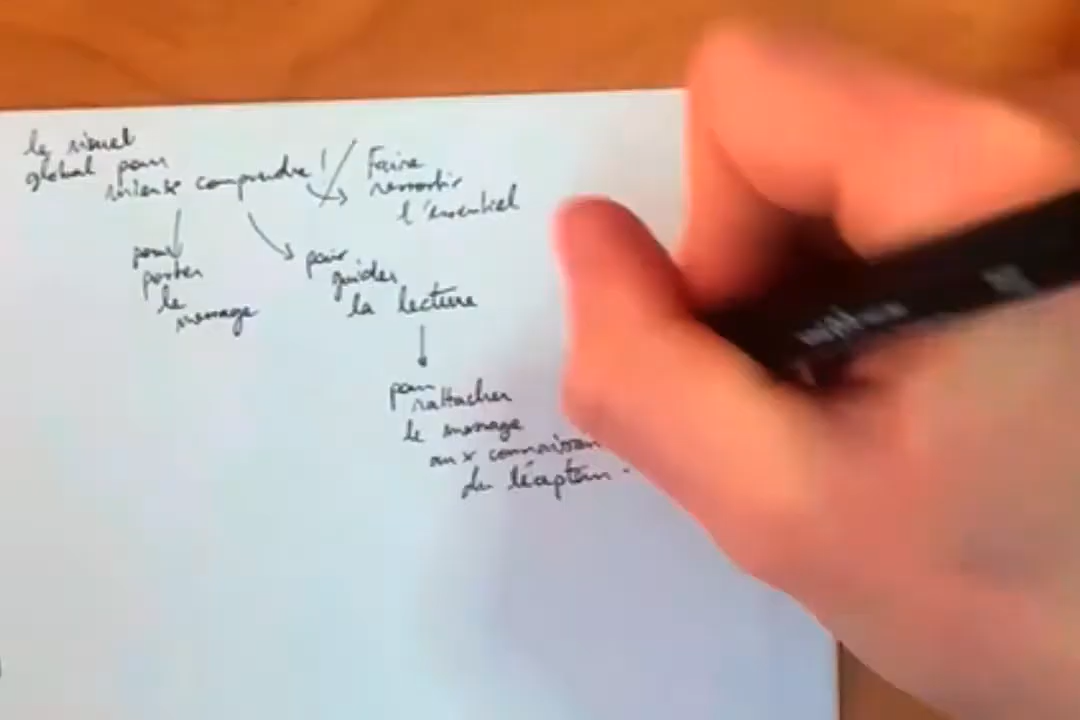 le visuel
global pour
mieux comprendre !
Faire
ressortir
l'essentiel
pour
porter
le
message
pour
guider
la lecture
pour
rattacher
le message
aux connaissan
du récepteur.